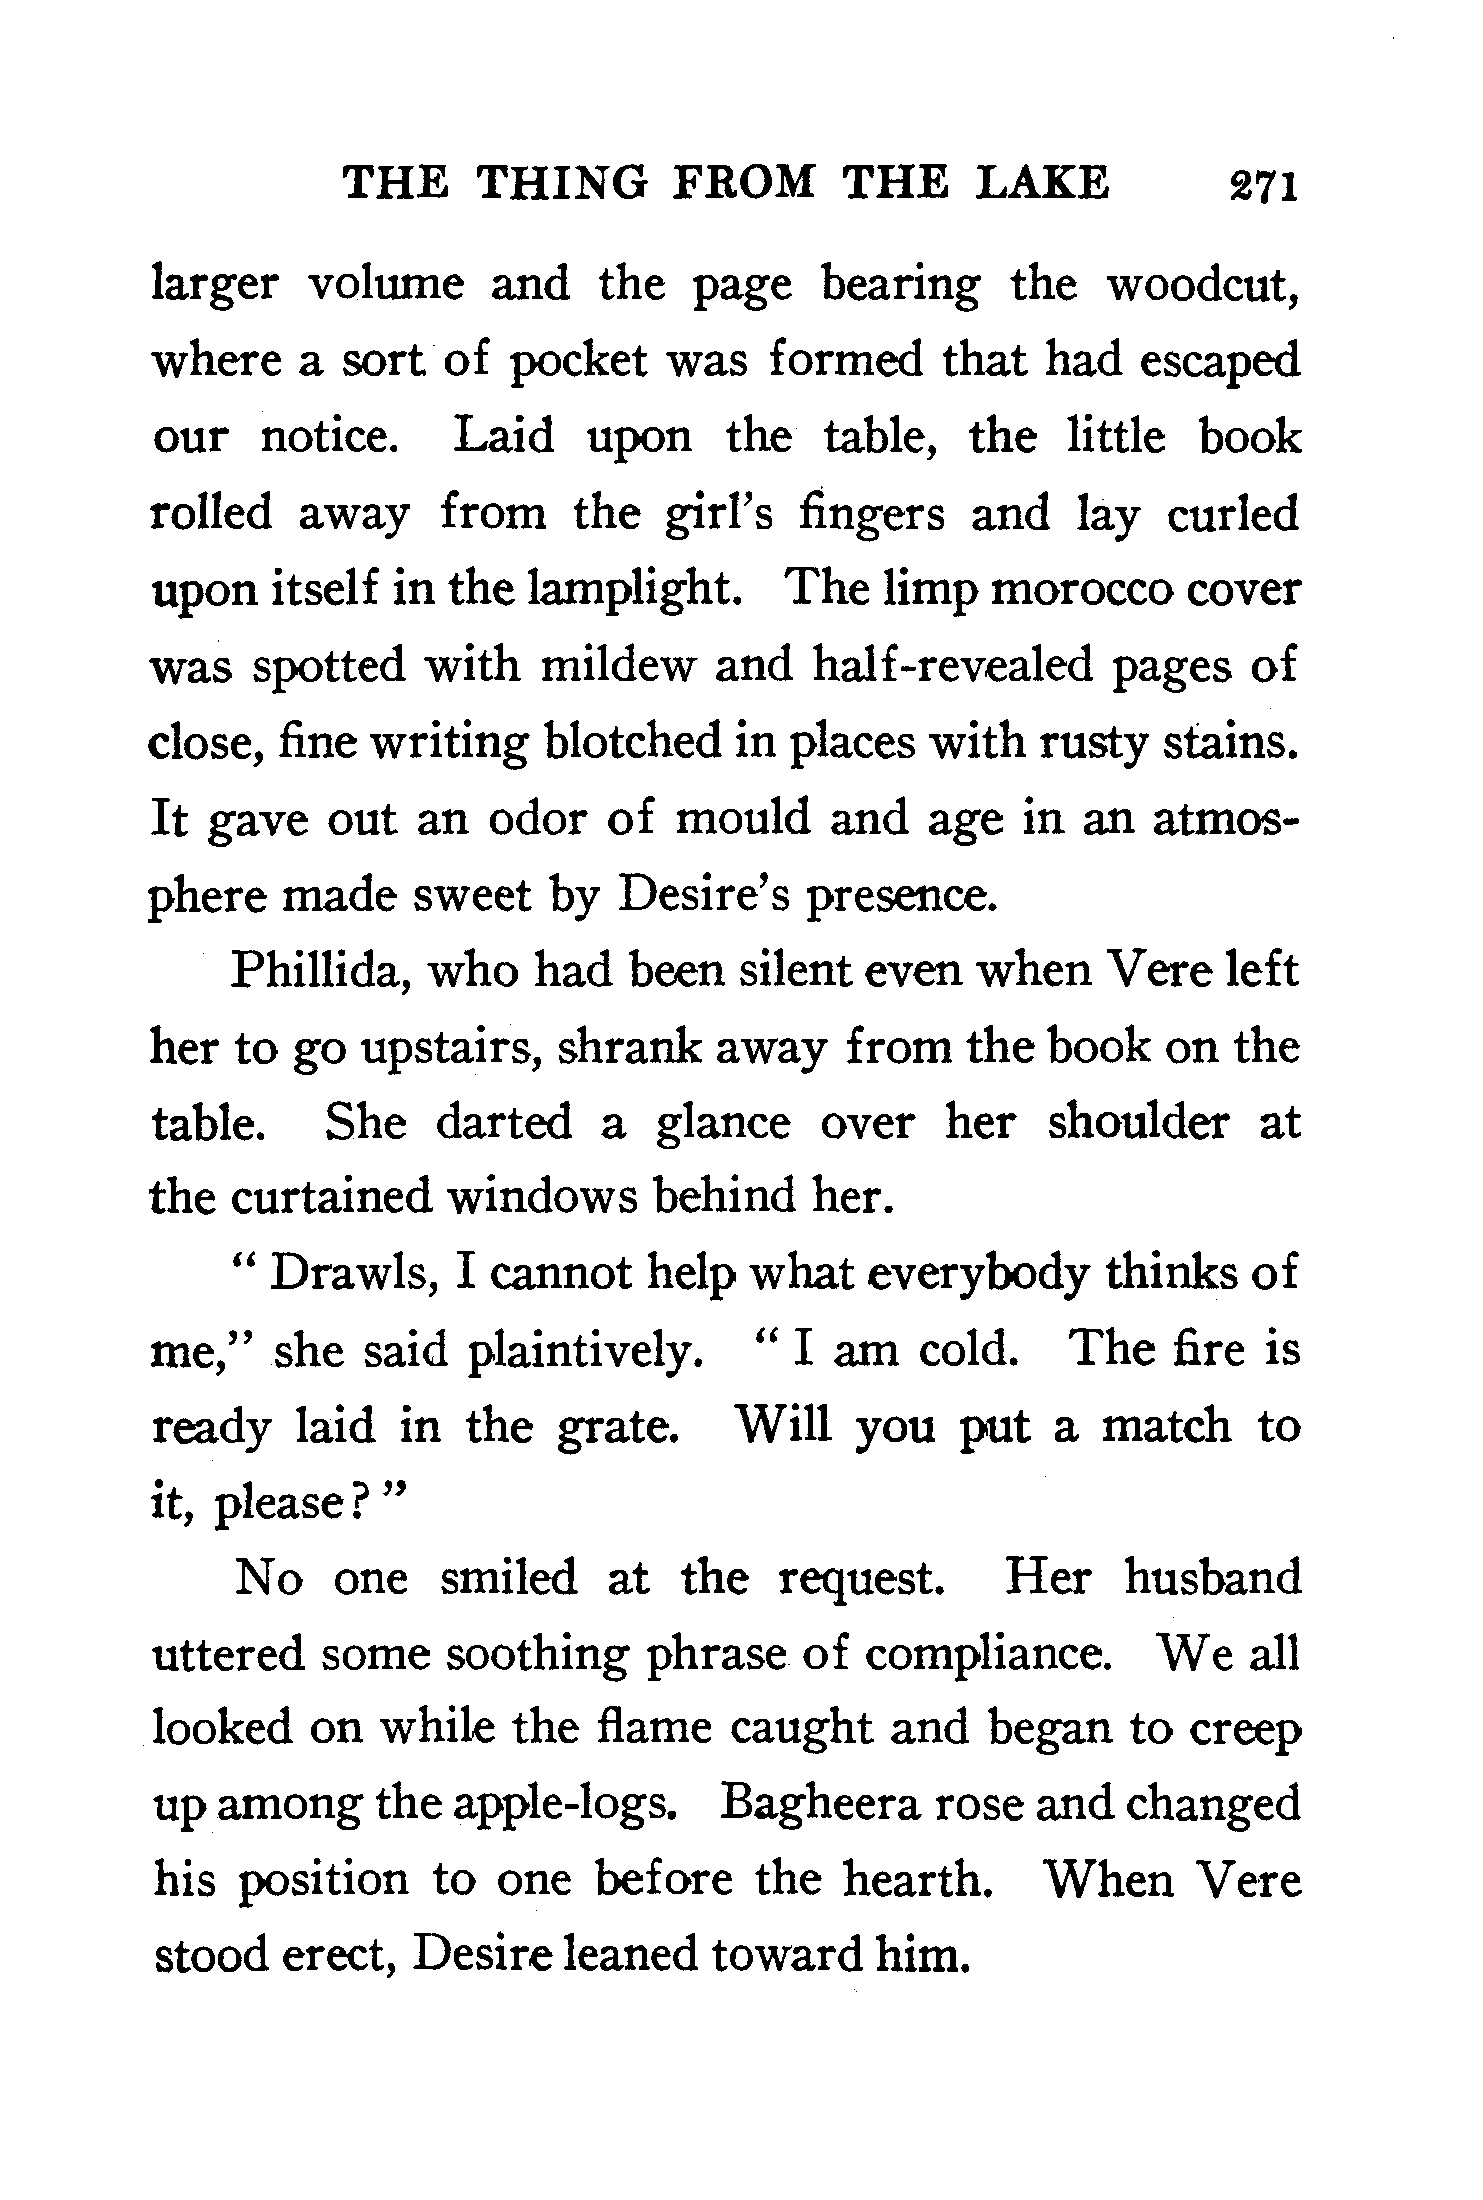 THE THING FROM THE LAKE 271
larger volume and the page bearing the woodcut,
where a sort of pocket was formed that had escaped
our notice. Laid upon the table, the little book
rolled away from the girl's fingers and lay curled
upon itself in the lamplight. The limp morocco cover
was spotted with mildew and half-revealed pages of
close, fine writing blotched in places with rusty stains.
It gave out an odor of mould and age in an atmos-
phere made sweet by Desire's presence.
Phillida, who had been silent even when Vere left
her to go upstairs, shrank away from the book on the
table. She darted a glance over her shoulder at
the curtained windows behind her.
" Drawls, I cannot help what everybody thinks of
me," she said plaintively. " I am cold. The fire is
ready laid in the grate. Will you put a match to
it, please? "
No one smiled at the request. Her husband
uttered some soothing phrase of compliance. We all
looked on while the flame caught and began to creep
up among the apple-logs. Bagheera rose and changed
his position to one before the hearth. When Vere
stood erect, Desire leaned toward him.